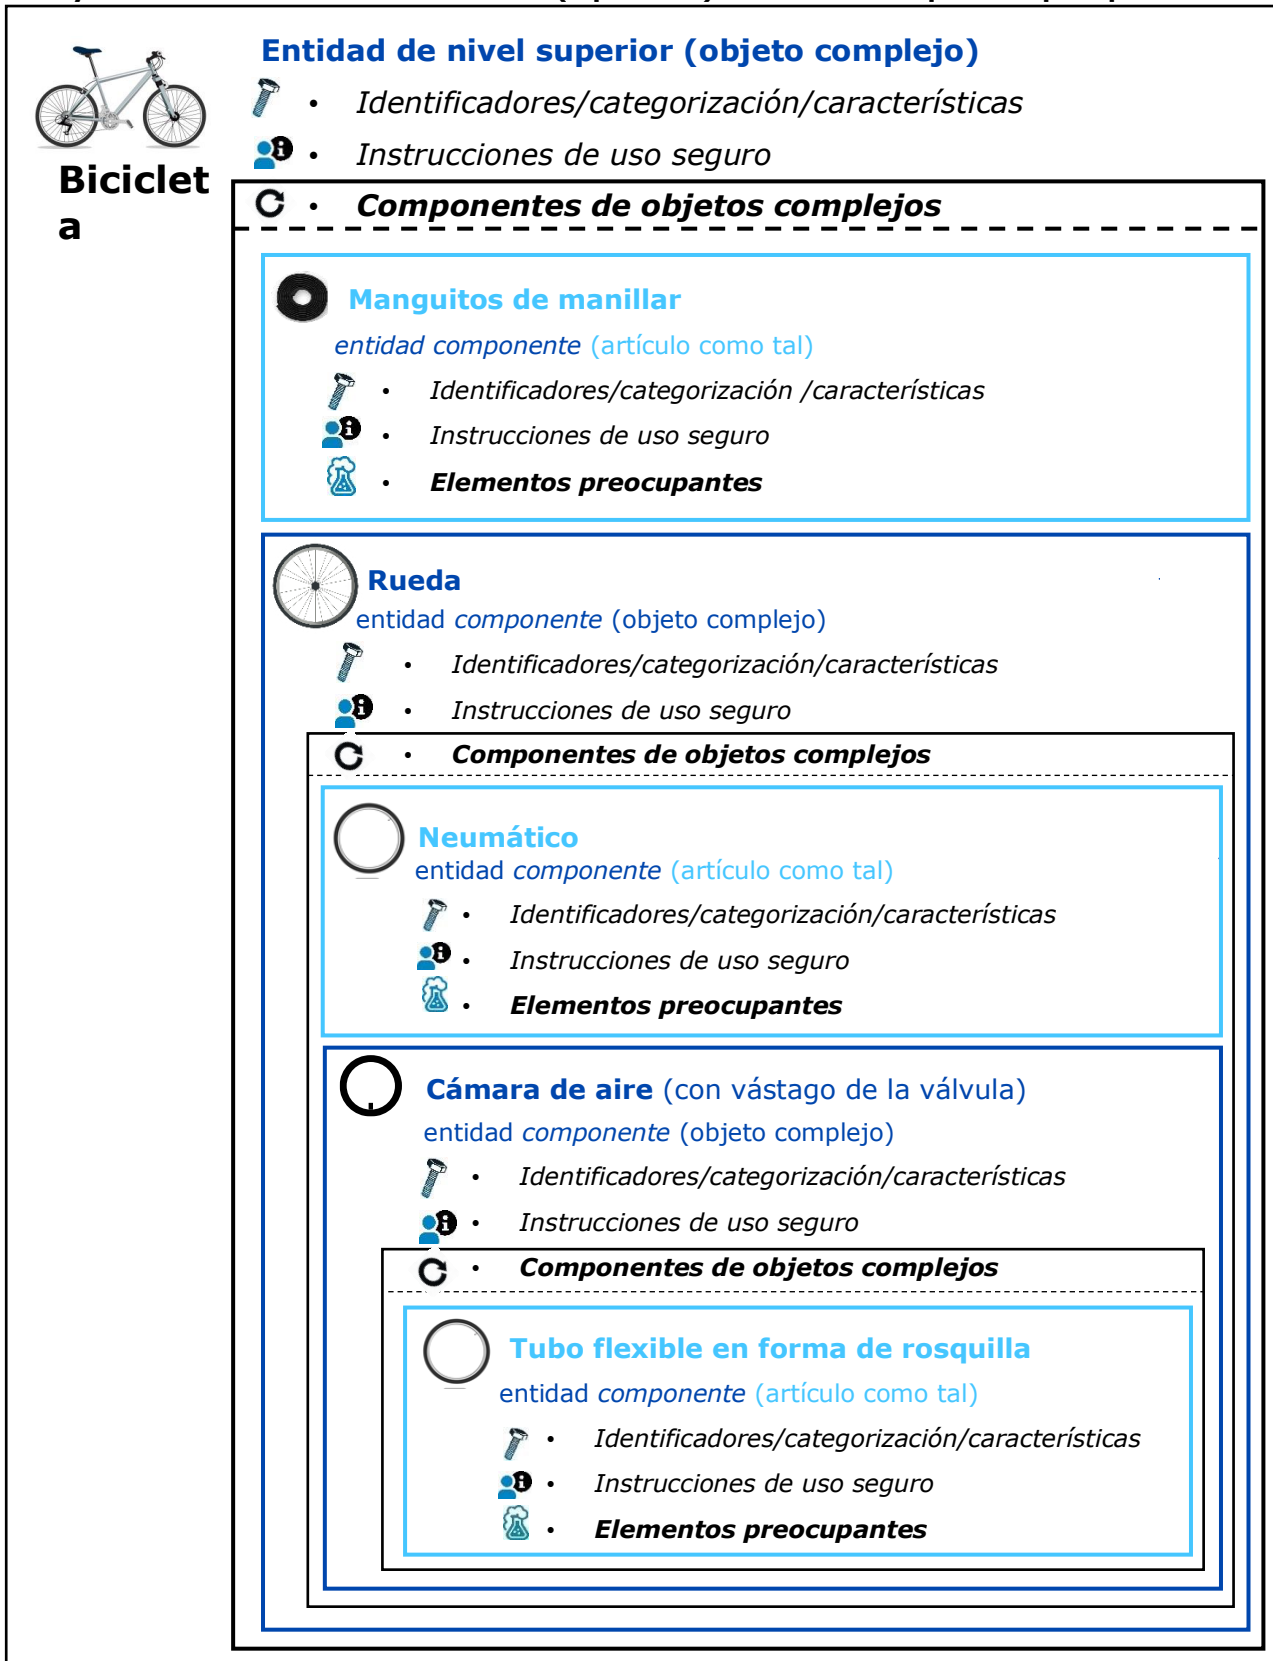 Entidad de nivel superior (objeto complejo)
• Identificadores/categorización/características
• Instrucciones de uso seguro
Biciclet
a
• Componentes de objetos complejos
Manguitos de manillar
entidad componente (artículo como tal)
• Identificadores/categorización /características
• Instrucciones de uso seguro
• Elementos preocupantes
Rueda
entidad componente (objeto complejo)
• Identificadores/categorización/características
• Instrucciones de uso seguro
• Componentes de objetos complejos
Neumático
entidad componente (artículo como tal)
• Identificadores/categorización/características
• Instrucciones de uso seguro
• Elementos preocupantes
Cámara de aire (con vástago de la válvula)
entidad componente (objeto complejo)
• Identificadores/categorización/características
• Instrucciones de uso seguro
• Componentes de objetos complejos
Tubo flexible en forma de rosquilla
entidad componente (artículo como tal)
• Identificadores/categorización/características
• Instrucciones de uso seguro
• Elementos preocupantes